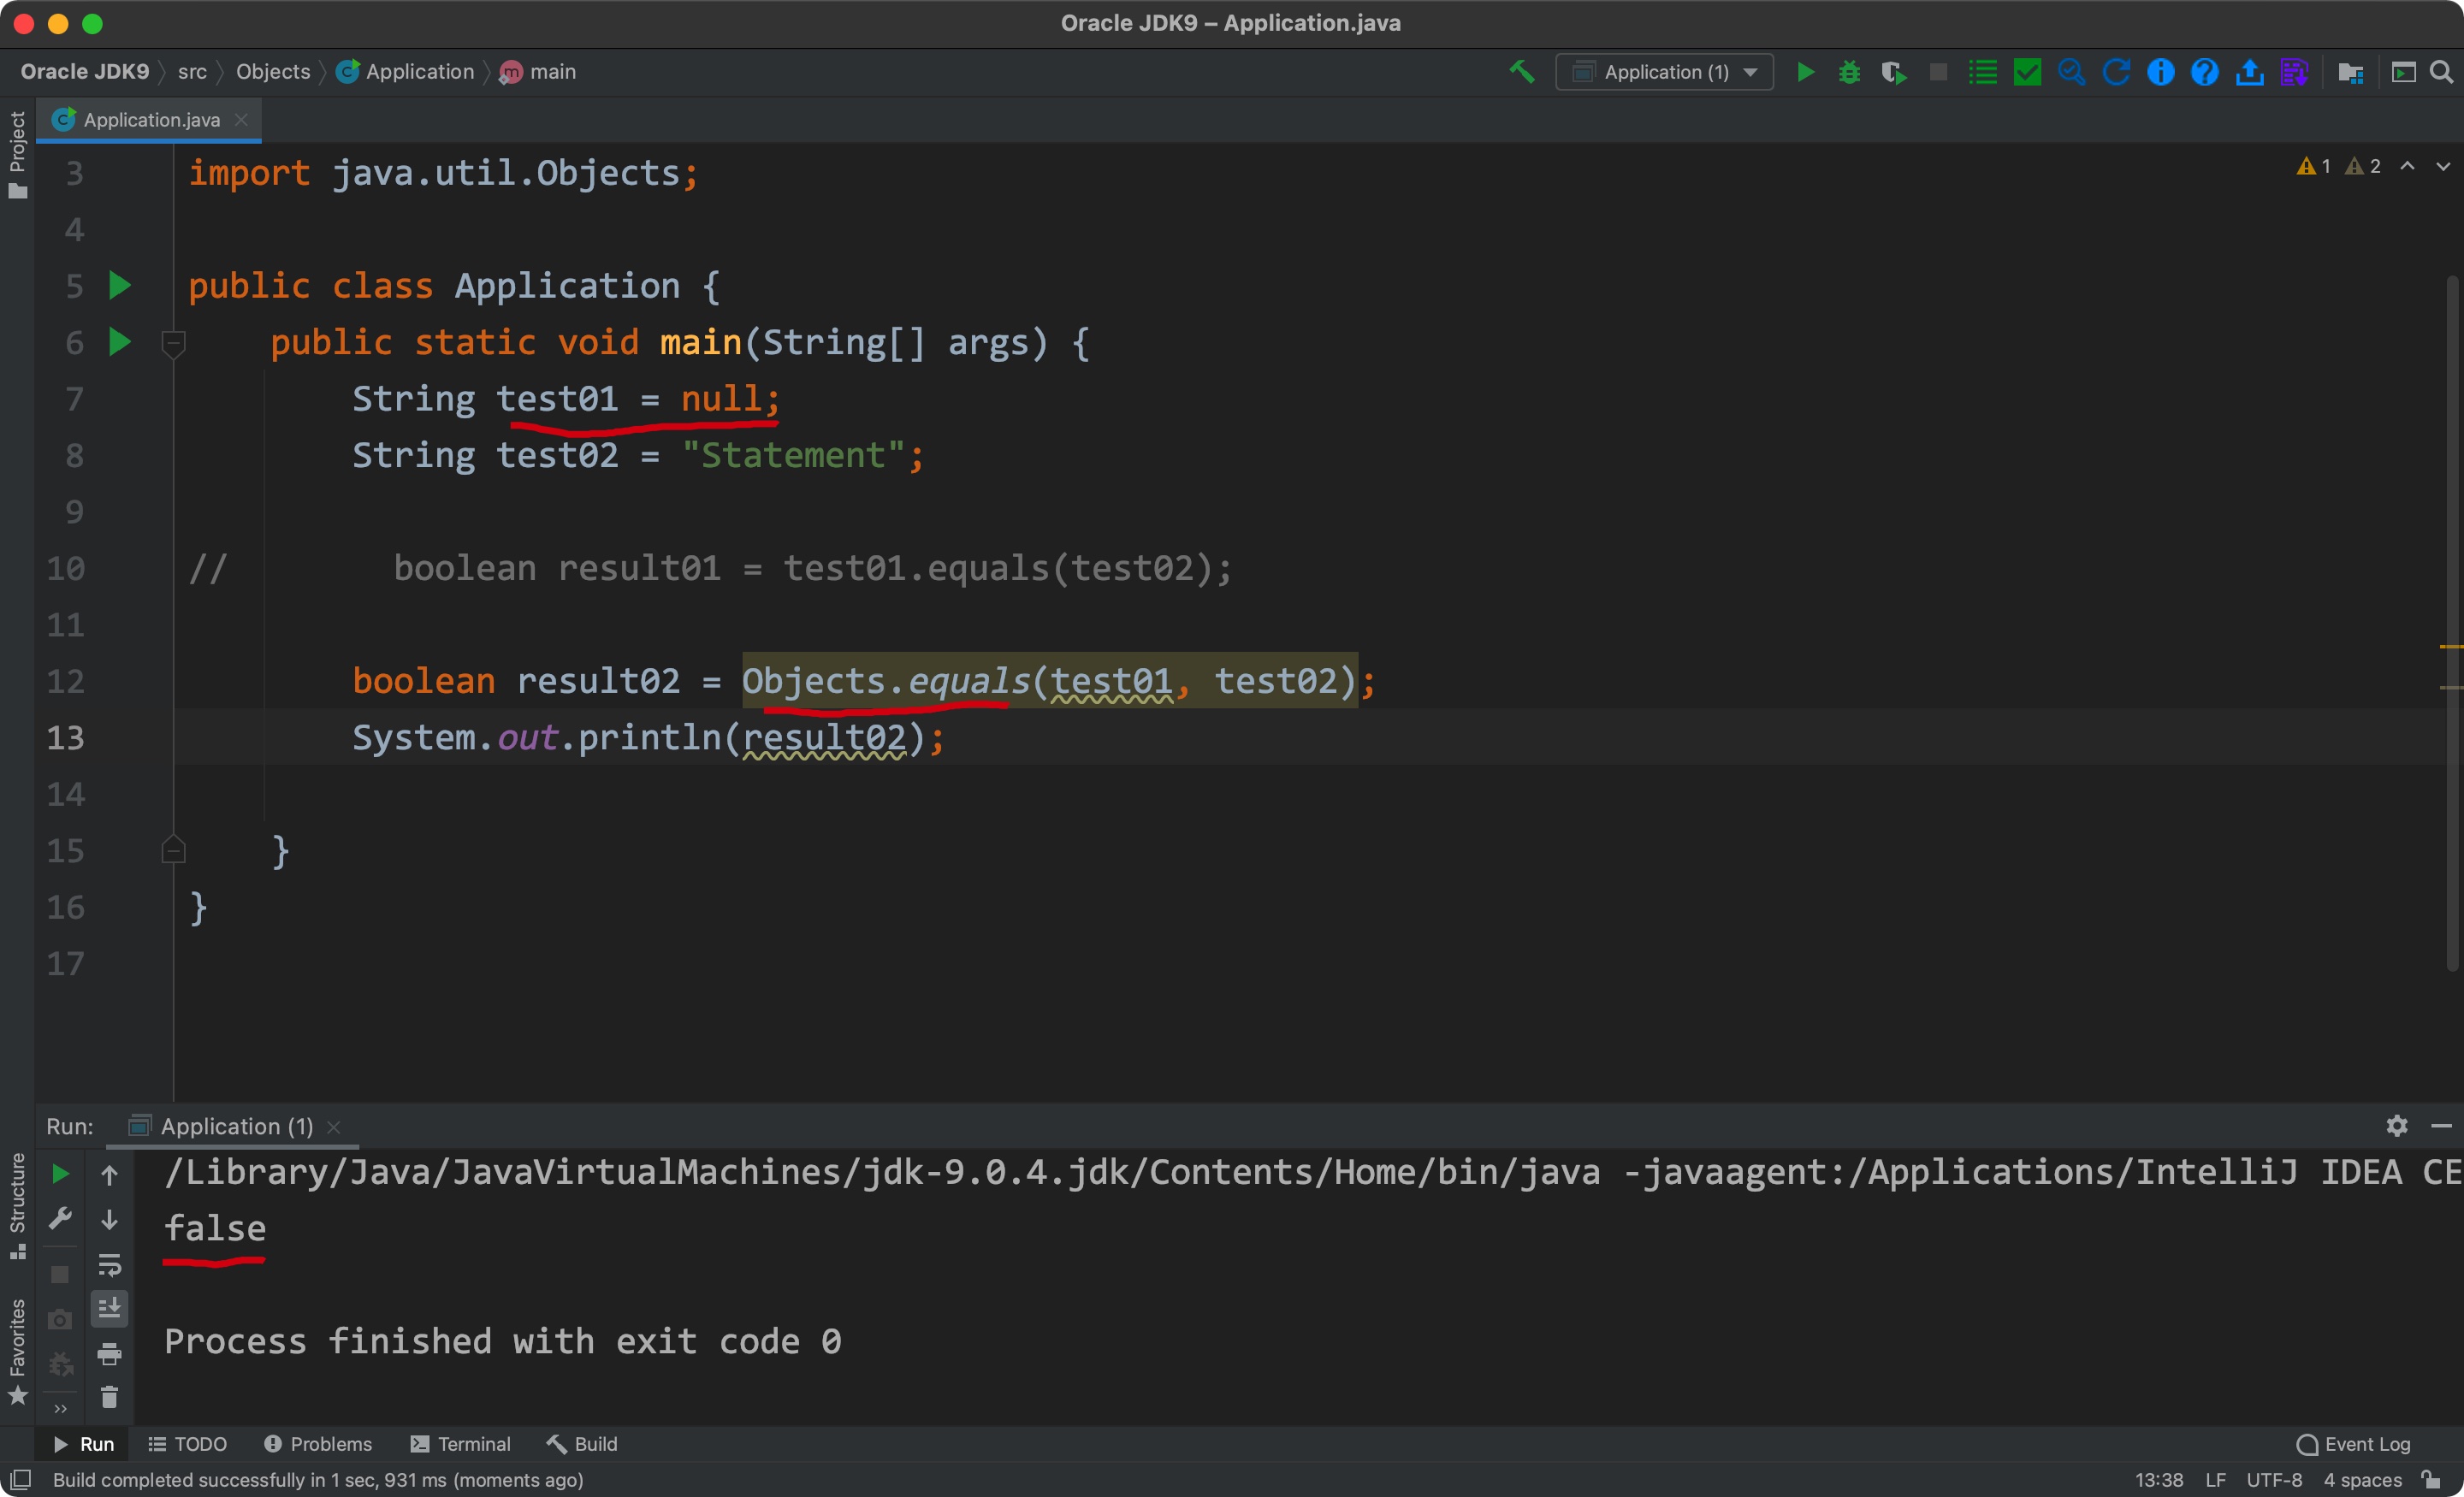 Oracle JDK9 – Application.java
Oracle JDK9 src Objects Application main
Application (1)
Project
Application.java
1 2
3 import java.util.Objects;
4
5 public class Application {
6 public static void main(String[] args) {
7 String test01 = null;
8 String test02 = "Statement";
9
10 // boolean result01 = test01.equals(test02);
11
12 boolean result02 = Objects.equals(test01, test02);
13 System.out.println(result02);
14
15 }
16 }
17
Run: Application (1)
/Library/Java/JavaVirtualMachines/jdk-9.0.4.jdk/Contents/Home/bin/java -javaagent:/Applications/IntelliJ IDEA CE
false
Process finished with exit code 0
Structure
Favorites
Run TODO Problems Terminal Build Event Log
Build completed successfully in 1 sec, 931 ms (moments ago) 13:38 LF UTF-8 4 spaces